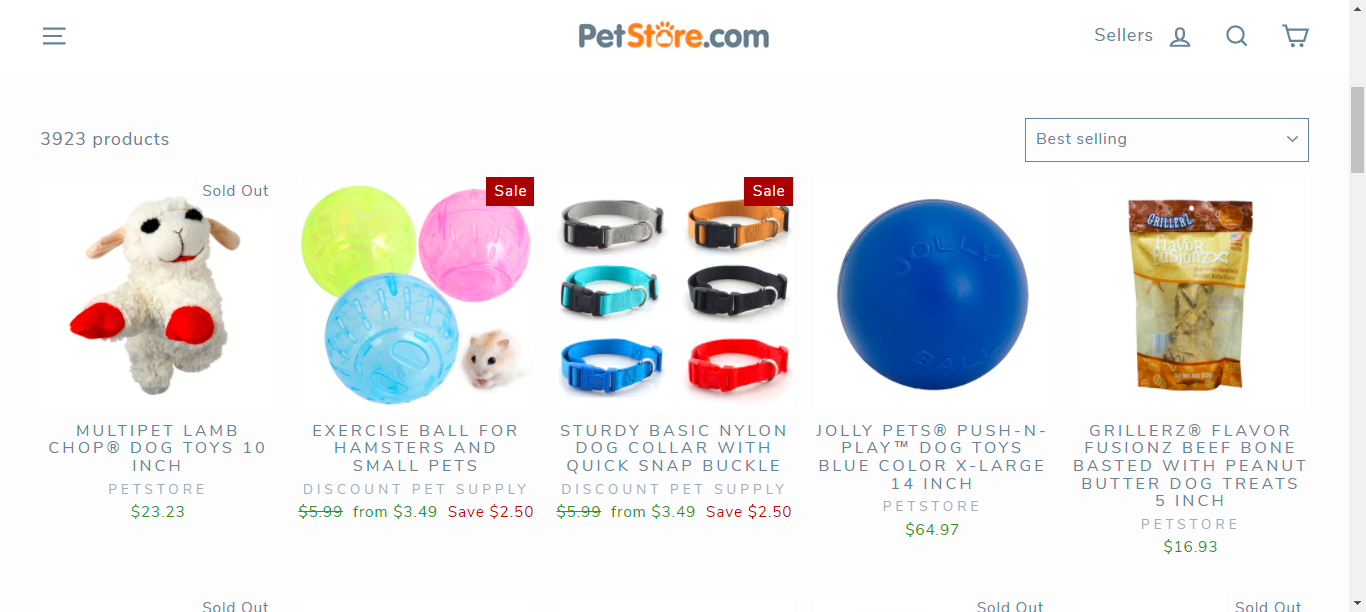 PetStore.com
Sellers
3923 products
Best selling
Sold Out
Sale
Sale
JOLLY
BALL
GRILLERZ
FLAVOR
FUSIONZ
MULTIPET LAMB
CHOP® DOG TOYS 10
INCH
PETSTORE
$23.23
EXERCISE BALL FOR
HAMSTERS AND
SMALL PETS
DISCOUNT PET SUPPLY
$5.99 from $3.49 Save $2.50
STURDY BASIC NYLON
DOG COLLAR WITH
QUICK SNAP BUCKLE
DISCOUNT PET SUPPLY
$5.99 from $3.49 Save $2.50
JOLLY PETS® PUSH-N-
PLAY™ DOG TOYS
BLUE COLOR X-LARGE
14 INCH
PETSTORE
$64.97
GRILLERZ® FLAVOR
FUSIONZ BEEF BONE
BASTED WITH PEANUT
BUTTER DOG TREATS
5 INCH
PETSTORE
$16.93
Sold Out
Sold Out
Sold Out